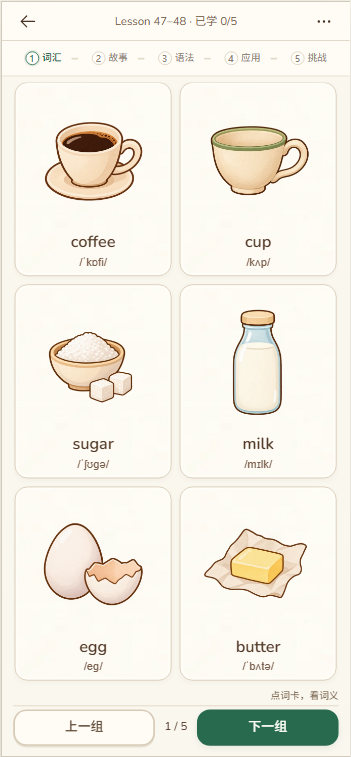 Lesson 47-48 · 已学 0/5
1 词汇 — 2 故事 — 3 语法 — 4 应用 — 5 挑战
coffee cup
/ˈkɒfi/ /kʌp/
sugar milk
/ˈʃʊgə/ /mɪlk/
egg butter
/eg/ /ˈbʌtə/
点词卡，看词义
上一组 1 / 5 下一组